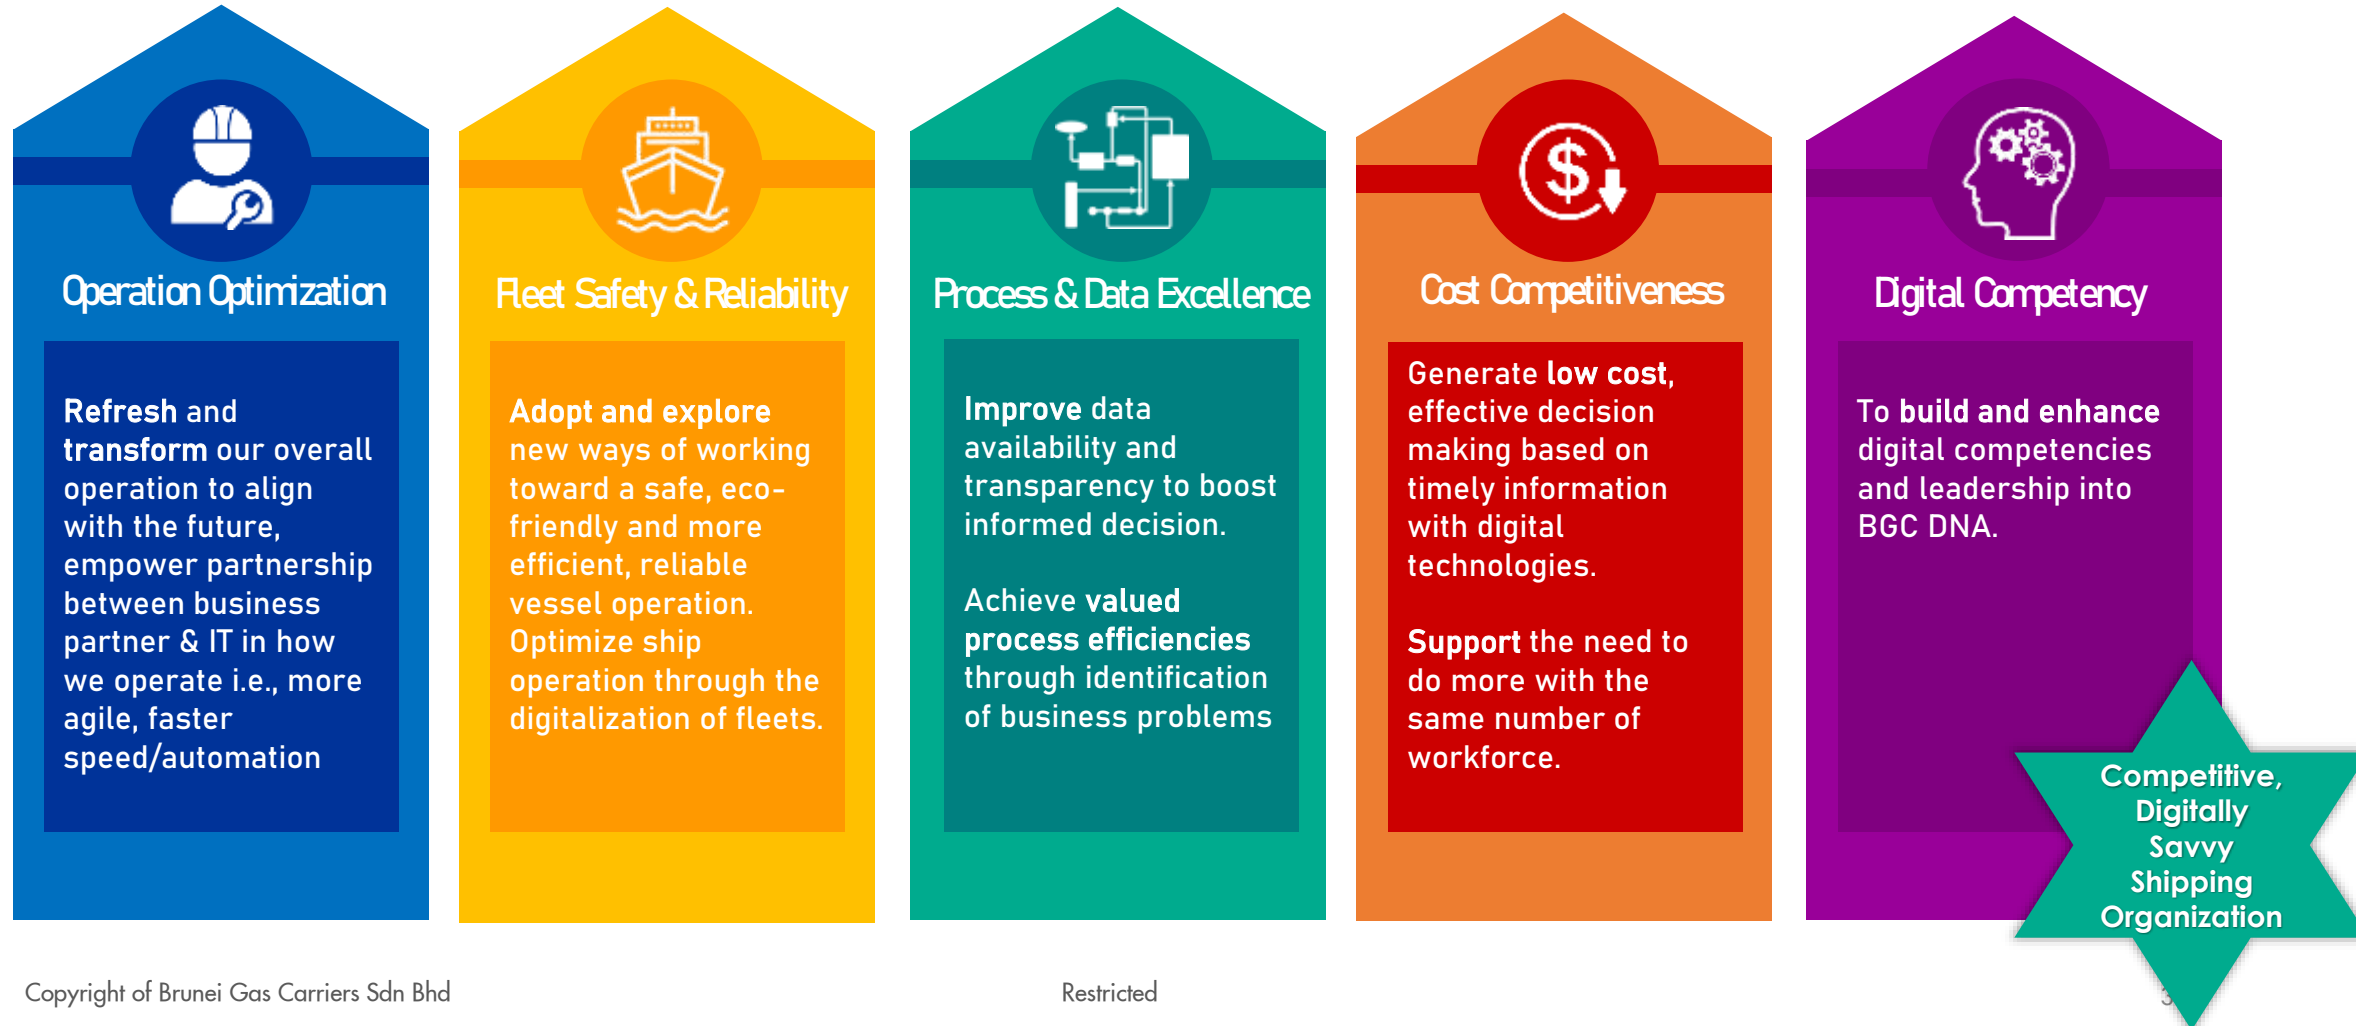 Operation Optimization
Refresh and
transform our overall
operation to align
with the future,
empower partnership
between business
partner & IT in how
we operate i.e., more
agile, faster
speed/automation
Fleet Safety & Reliability
Adopt and explore
new ways of working
toward a safe, eco-
friendly and more
efficient, reliable
vessel operation.
Optimize ship
operation through the
digitalization of fleets.
Process & Data Excellence
Improve data
availability and
transparency to boost
informed decision.
Achieve valued
process efficiencies
through identification
of business problems
Cost Competitiveness
$
Generate low cost,
effective decision
making based on
timely information
with digital
technologies.
Support the need to
do more with the
same number of
workforce.
Digital Competency
To build and enhance
digital competencies
and leadership into
BGC DNA.
Competitive,
Digitally
Savvy
Shipping
Organization
Copyright of Brunei Gas Carriers Sdn Bhd
Restricted